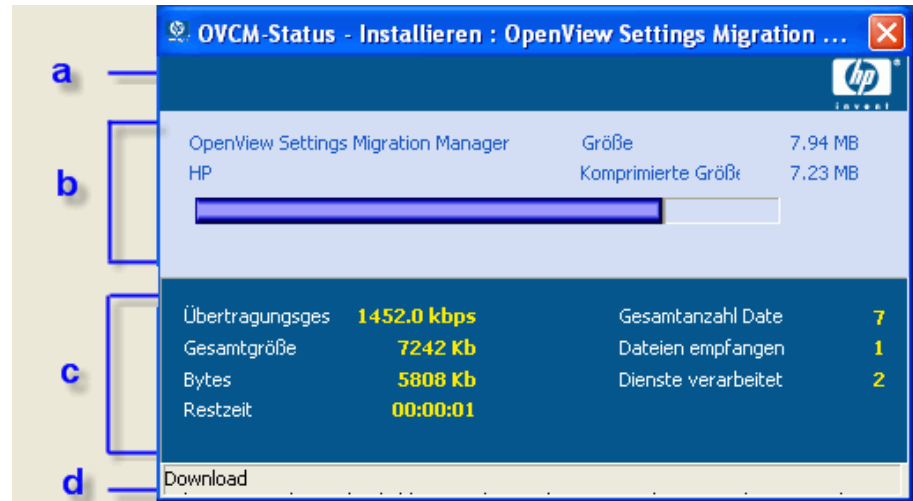 OVCM-Status - Installieren : OpenView Settings Migration ...
a
hp
invent
b
OpenView Settings Migration Manager Größe 7.94 MB
HP Komprimierte Größe 7.23 MB
c
Übertragungsges 1452.0 kbps Gesamtanzahl Date 7
Gesamtgröße 7242 Kb Dateien empfangen 1
Bytes 5808 Kb Dienste verarbeitet 2
Restzeit 00:00:01
d
Download